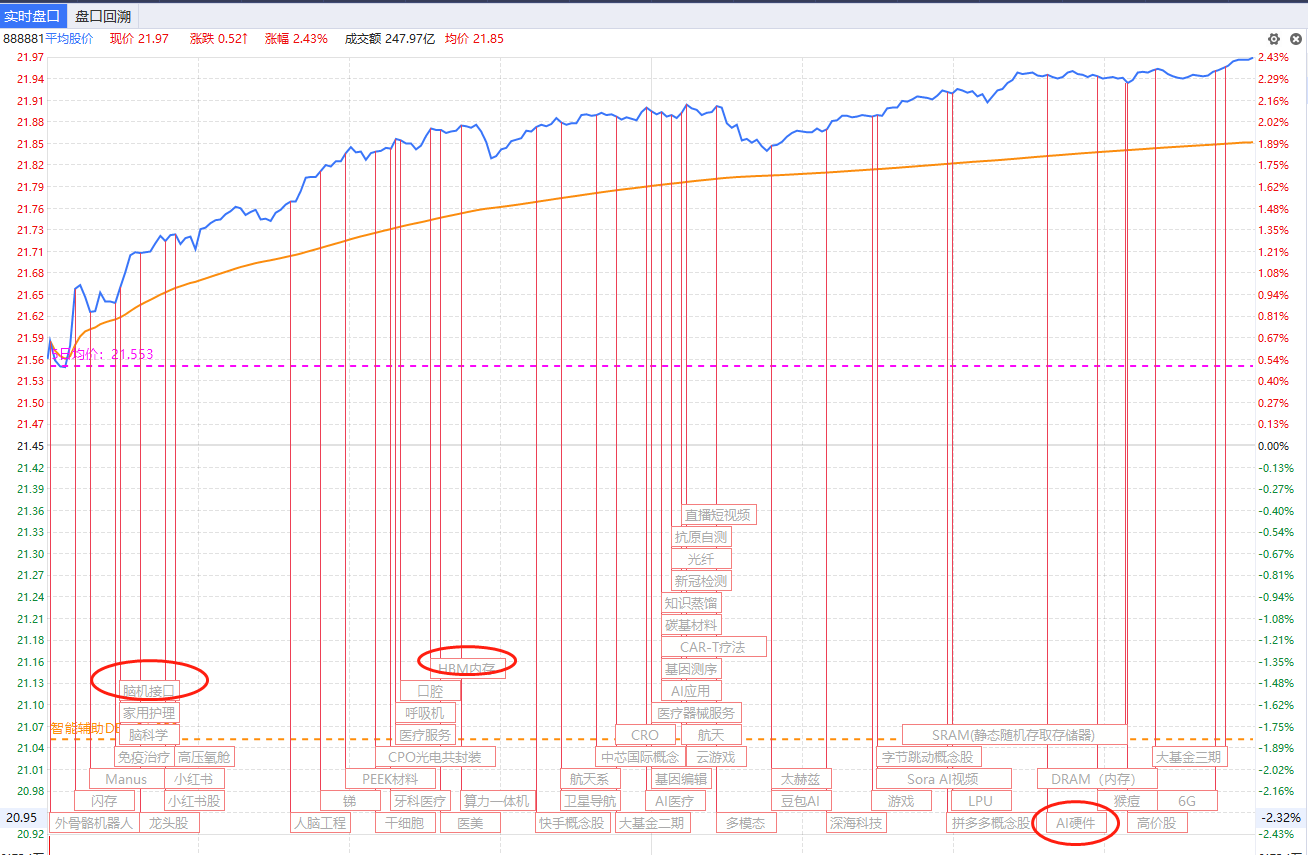 实时盘口 盘口回溯
888881平均股价 现价 21.97 涨跌 0.52↑ 涨幅 2.43% 成交额 247.97亿 均价 21.85
21.97 2.43%
21.94 2.29%
21.91 2.16%
21.88 2.02%
21.85 1.89%
21.82 1.75%
21.79 1.62%
21.76 1.48%
21.73 1.35%
21.71 1.21%
21.68 1.08%
21.65 0.94%
21.62 0.81%
21.59 0.67%
日均价：21.553
21.56 0.54%
21.53 0.40%
21.50 0.27%
21.47 0.13%
21.45 0.00%
21.42 -0.13%
21.39 -0.27%
21.36 直播短视频 -0.40%
21.33 抗原自测 -0.54%
21.30 光纤 -0.67%
21.27 新冠检测 -0.81%
21.24 知识蒸馏 -0.94%
21.21 碳基材料 -1.08%
21.18 CAR-T疗法 -1.21%
21.16 HBM内存 基因测序 -1.35%
21.13 脑机接口 口腔 AI应用 -1.48%
21.10 家用护理 呼吸机 医疗器械服务 -1.62%
21.07 智能辅助 脑科学 医疗服务 CRO 航天 SRAM(静态随机存取存储器) -1.75%
21.04 免疫治疗 高压氧舱 CPO光电共封装 中芯国际概念 云游戏 字节跳动概念股 大基金三期 -1.89%
21.01 Manus 小红书 PEEK材料 航天系 基因编辑 太赫兹 Sora AI视频 DRAM（内存） -2.02%
20.98 闪存 小红书股 锑 牙科医疗 算力一体机 卫星导航 AI医疗 豆包AI 游戏 LPU 猴痘 6G -2.16%
20.95 外骨骼机器人 龙头股 人脑工程 干细胞 医美 快手概念股 大基金二期 多模态 深海科技 拼多多概念股 AI硬件 高价股 -2.32%
20.92 -2.43%